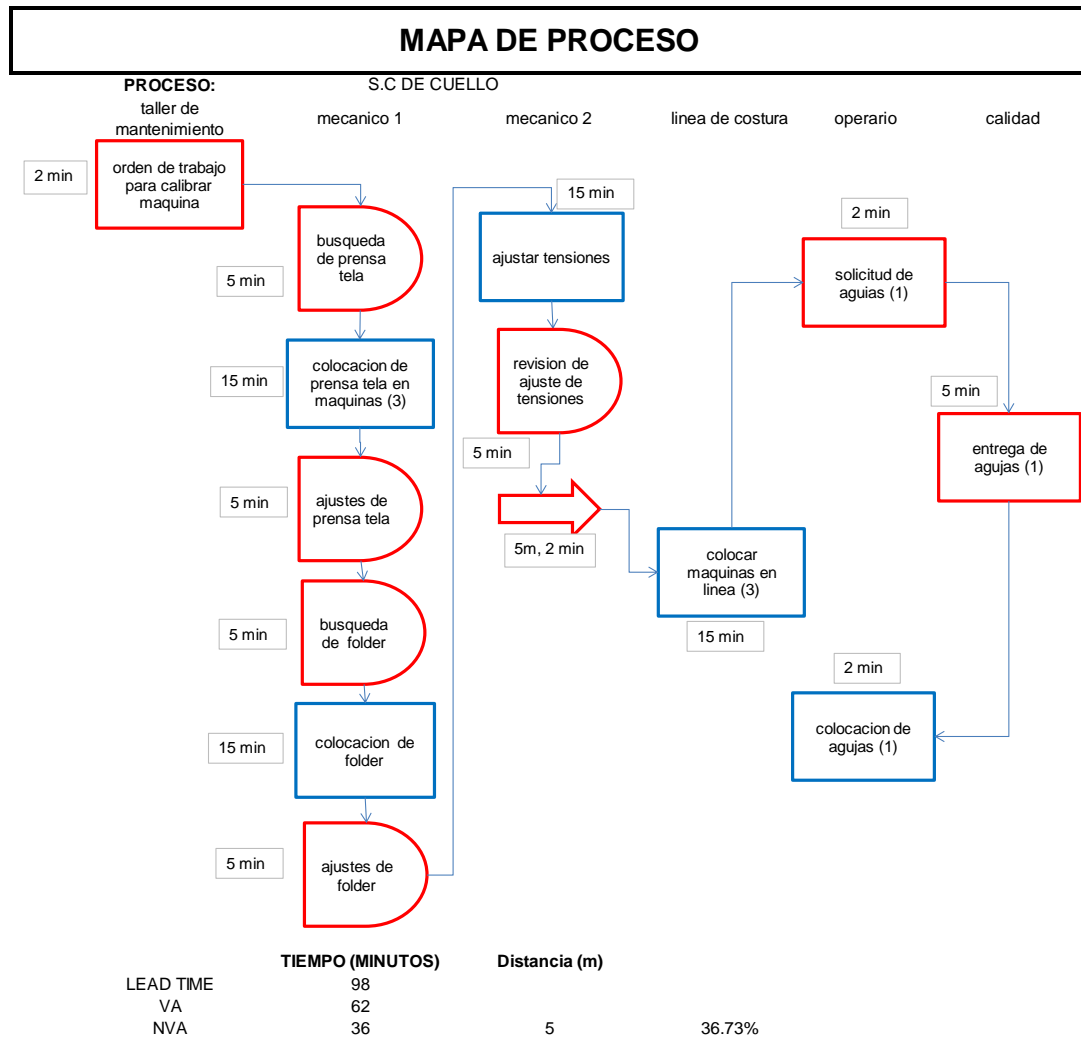 MAPA DE PROCESO
PROCESO:
S.C DE CUELLO
taller de
mantenimiento
mecanico 1
mecanico 2
linea de costura
operario
calidad
2 min
orden de trabajo
para calibrar
maquina
busqueda
de prensa
tela
5 min
15 min
colocacion de
prensa tela en
maquinas (3)
5 min
ajustes de
prensa tela
5 min
busqueda
de folder
15 min
colocacion de
folder
5 min
ajustes de
folder
15 min
ajustar tensiones
revision de
ajuste de
tensiones
5 min
5m, 2 min
colocar
maquinas en
linea (3)
15 min
2 min
solicitud de
aguias (1)
5 min
entrega de
agujas (1)
2 min
colocacion de
agujas (1)
TIEMPO (MINUTOS)
Distancia (m)
LEAD TIME
98
VA
62
NVA
36
5
36.73%